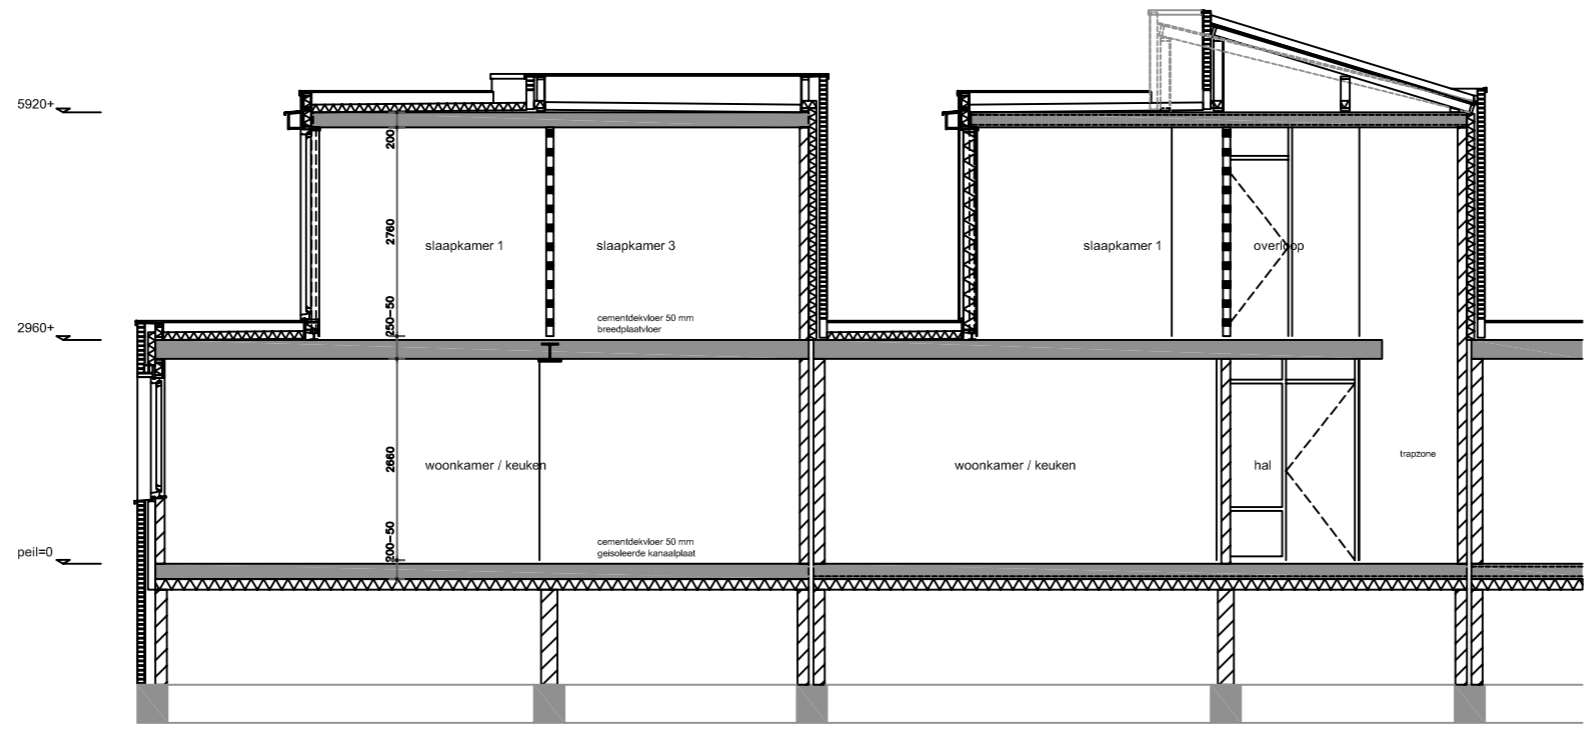 5920+
200
2760
slaapkamer 1
slaapkamer 3
slaapkamer 1
overloop
250-50
cementdekvloer 50 mm
breedplaatvloer
2960+
2660
woonkamer / keuken
woonkamer / keuken
hal
trapzone
200-50
cementdekvloer 50 mm
geisoleerde kanaalplaat
peil=0